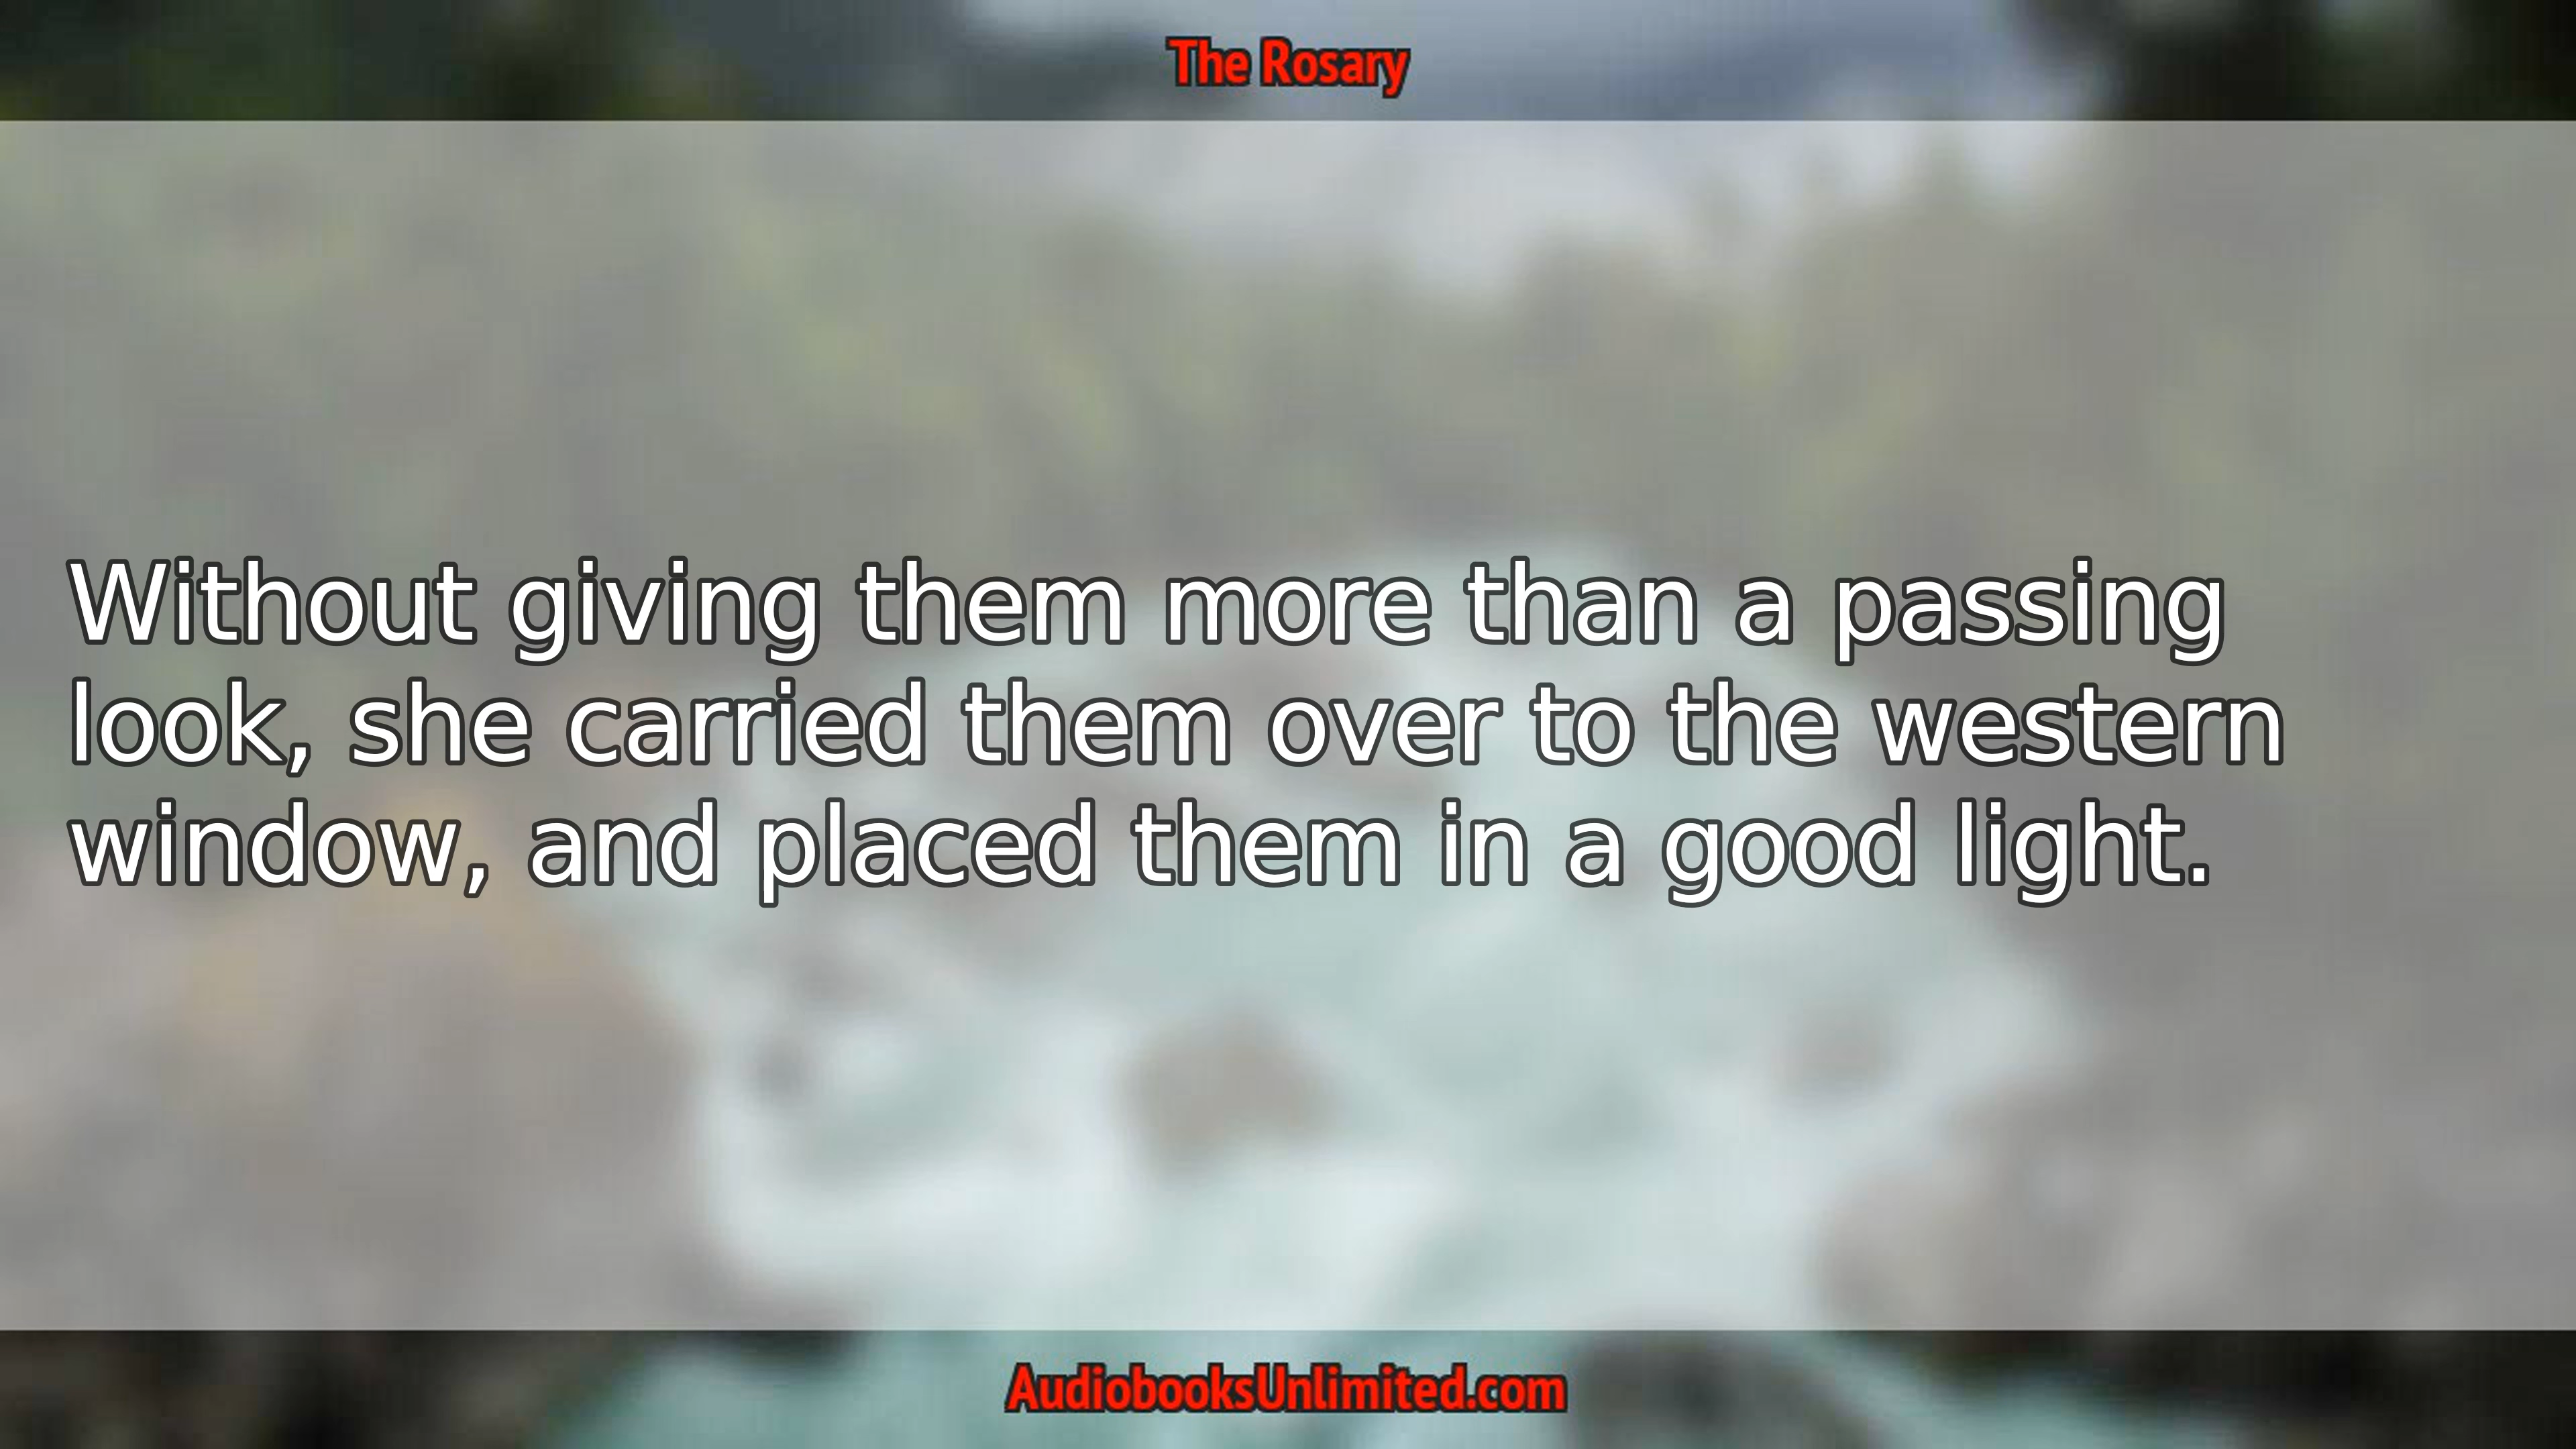 The Rosary
Without giving them more than a passing
look, she carried them over to the western
window, and placed them in a good light.
AudiobooksUnlimited.com